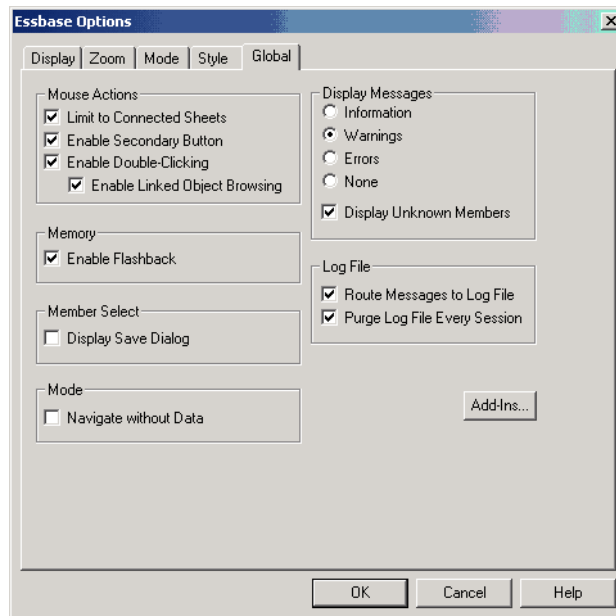 Essbase Options
Display
Zoom
Mode
Style
Global
Mouse Actions
Limit to Connected Sheets
Enable Secondary Button
Enable Double-Clicking
Enable Linked Object Browsing
Memory
Enable Flashback
Member Select
Display Save Dialog
Mode
Navigate without Data
Display Messages
Information
Warnings
Errors
None
Display Unknown Members
Log File
Route Messages to Log File
Purge Log File Every Session
Add-Ins...
OK
Cancel
Help